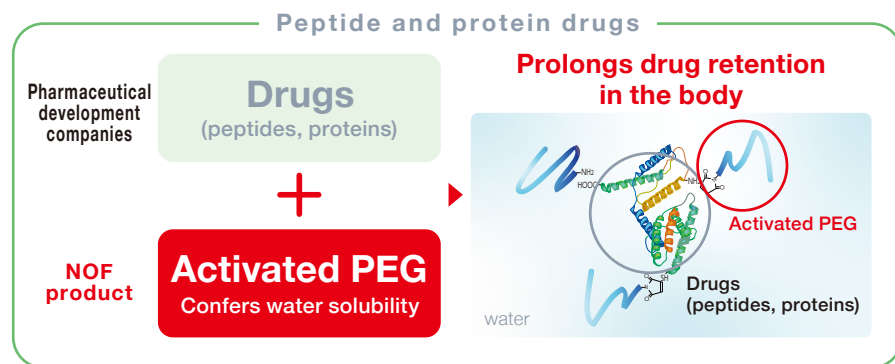 Peptide and protein drugs
Pharmaceutical
development
companies
Drugs
(peptides, proteins)
+
NOF
product
Activated PEG
Confers water solubility
Prolongs drug retention
in the body
NH₂
HOOC
NH₂
O
N
O
Activated PEG
SH
O
N
O
Drugs
(peptides, proteins)
water